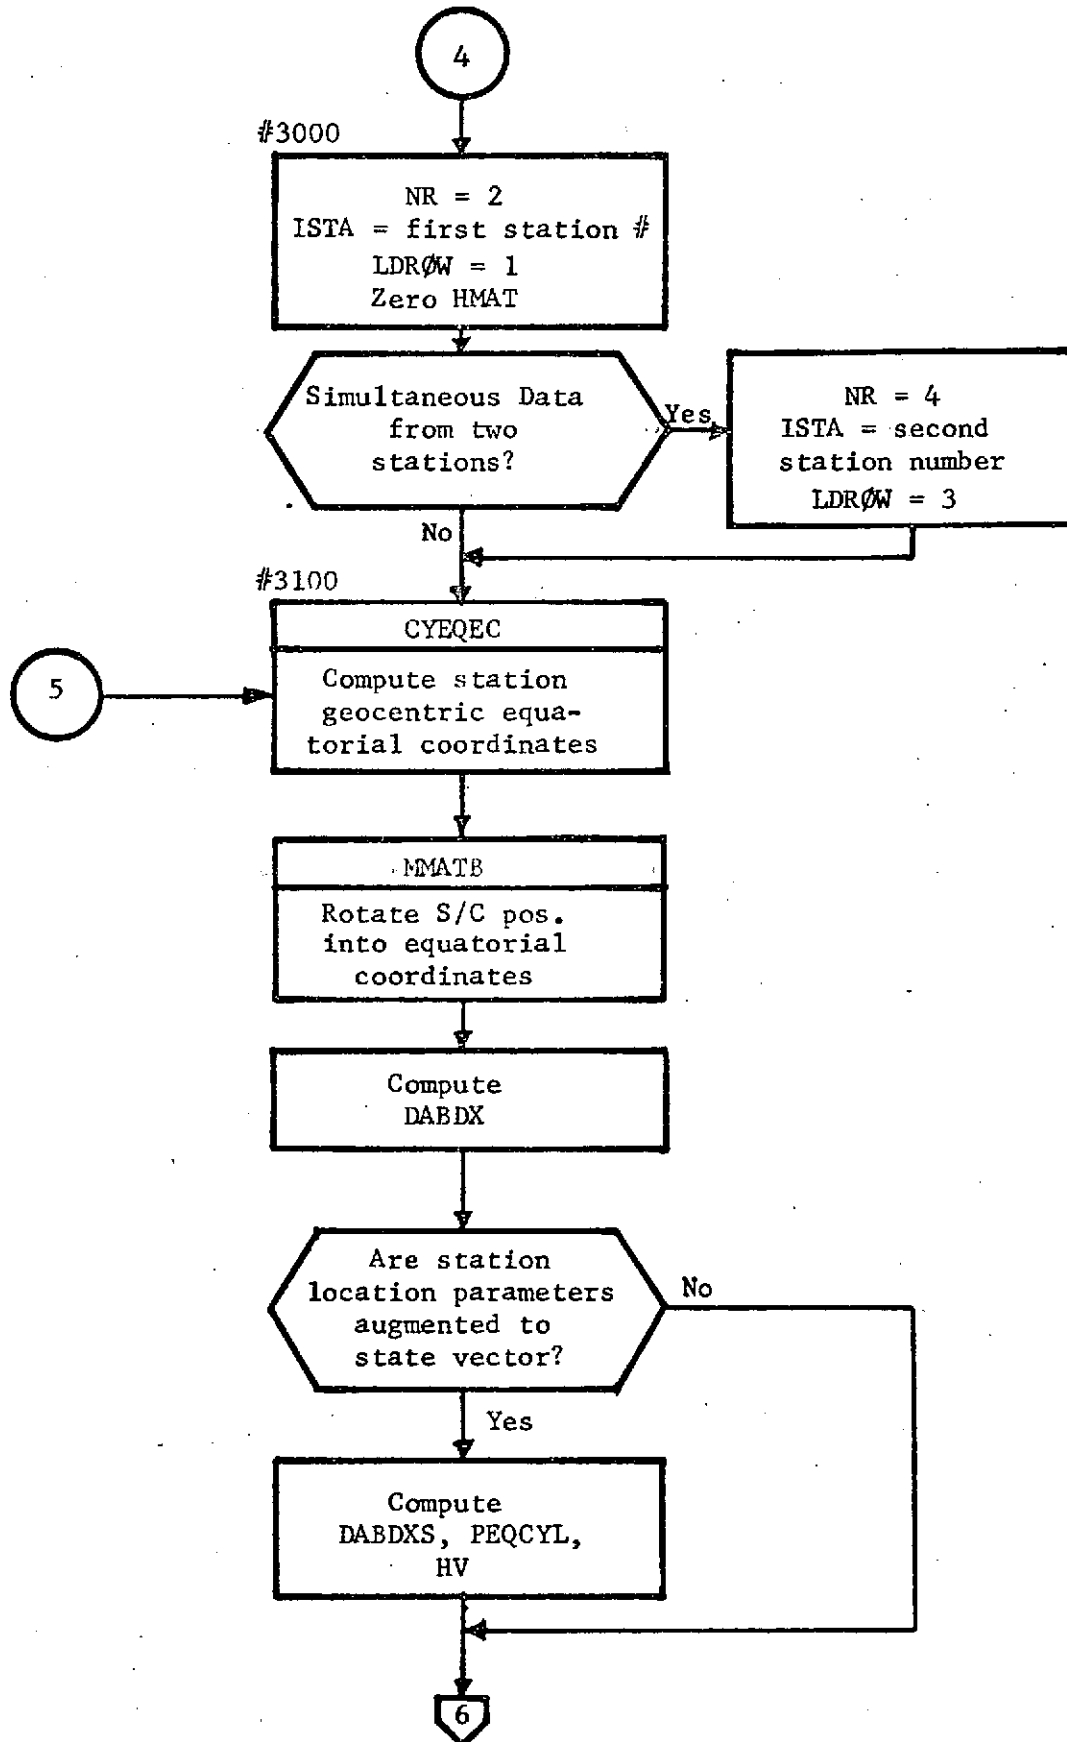 4
#3000
NR = 2
ISTA = first station #
LDRØW = 1
Zero HMAT
Simultaneous Data
from two
stations?
Yes
NR = 4
ISTA = second
station number
LDRØW = 3
No
#3100
CYEQEC
Compute station
geocentric equa-
torial coordinates
5
MMATB
Rotate S/C pos.
into equatorial
coordinates
Compute
DABDX
Are station
location parameters
augmented to
state vector?
No
Yes
Compute
DABDXS, PEQCYL,
HV
6